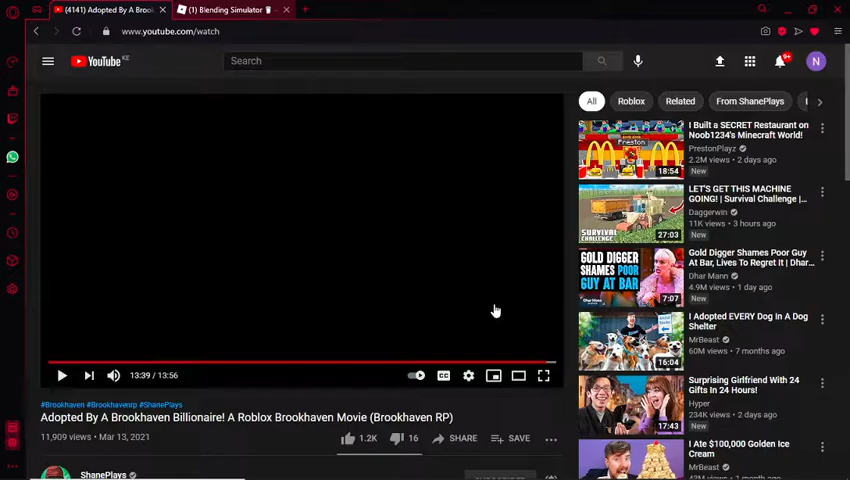 (4141) Adopted By A Brook
(1) Blending Simulator
www.youtube.com/watch
YouTube KE
Search
9+
N
All
Roblox
Related
From ShanePlays
I Built a SECRET Restaurant on
Noob1234's Minecraft World!
PrestonPlayz
2.2M views • 2 days ago
New
Preston
18:54
LET'S GET THIS MACHINE
GOING! | Survival Challenge |...
Daggerwin
11K views • 3 hours ago
New
SURVIVAL
CHALLENGE
27:03
Gold Digger Shames Poor Guy
At Bar, Lives To Regret It | Dhar...
Dhar Mann
4.9M views • 1 day ago
New
GOLD DIGGER
SHAMES POOR
GUY AT BAR
7:07
I Adopted EVERY Dog In A Dog
Shelter
MrBeast
60M views • 7 months ago
16:04
Surprising Girlfriend With 24
Gifts In 24 Hours!
Hyper
234K views • 2 days ago
New
17:43
I Ate $100,000 Golden Ice
Cream
MrBeast
13:39 / 13:56
CC
#Brookhaven #Brookhavenrp #ShanePlays
Adopted By A Brookhaven Billionaire! A Roblox Brookhaven Movie (Brookhaven RP)
11,909 views • Mar 13, 2021
1.2K
16
SHARE
SAVE
ShanePlays